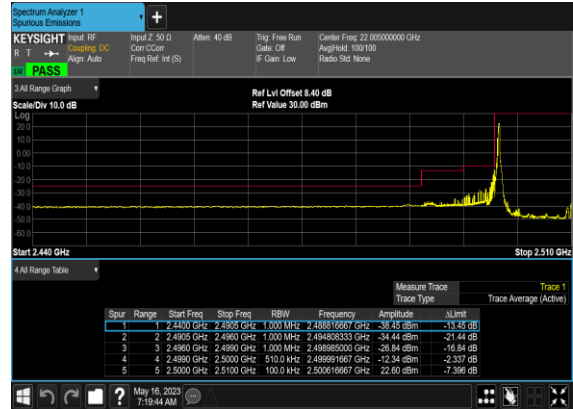 Spectrum Analyzer 1
Spurious Emissions
KEYSIGHT Input: RF Input Z: 50 Ω Atten: 40 dB Trig: Free Run Center Freq: 22.005000000 GHz
R T Coupling: DC Corr CCorr Gate: Off Avg|Hold: 100/100
Align: Auto Freq Ref: Int (S) IF Gain: Low Radio Std: None
PASS
3 All Range Graph
Ref Lvl Offset 8.40 dB
Scale/Div 10.0 dB Ref Value 30.00 dBm
Log
20.0
10.0
0.00
-10.0
-20.0
-30.0
-40.0
-50.0
-60.0
Start 2.440 GHz Stop 2.510 GHz
4 All Range Table
Measure Trace Trace 1
Trace Type Trace Average (Active)
Spur Range Start Freq Stop Freq RBW Frequency Amplitude ΔLimit
1 1 2.4400 GHz 2.4905 GHz 1.000 MHz 2.488816667 GHz -38.45 dBm -13.45 dB
2 2 2.4905 GHz 2.4960 GHz 1.000 MHz 2.494808333 GHz -34.44 dBm -21.44 dB
3 3 2.4960 GHz 2.4990 GHz 1.000 MHz 2.498985000 GHz -26.84 dBm -16.84 dB
4 4 2.4990 GHz 2.5000 GHz 510.0 kHz 2.499991667 GHz -12.34 dBm -2.337 dB
5 5 2.5000 GHz 2.5100 GHz 100.0 kHz 2.500616667 GHz 22.60 dBm -7.396 dB
? May 16, 2023
7:19:44 AM